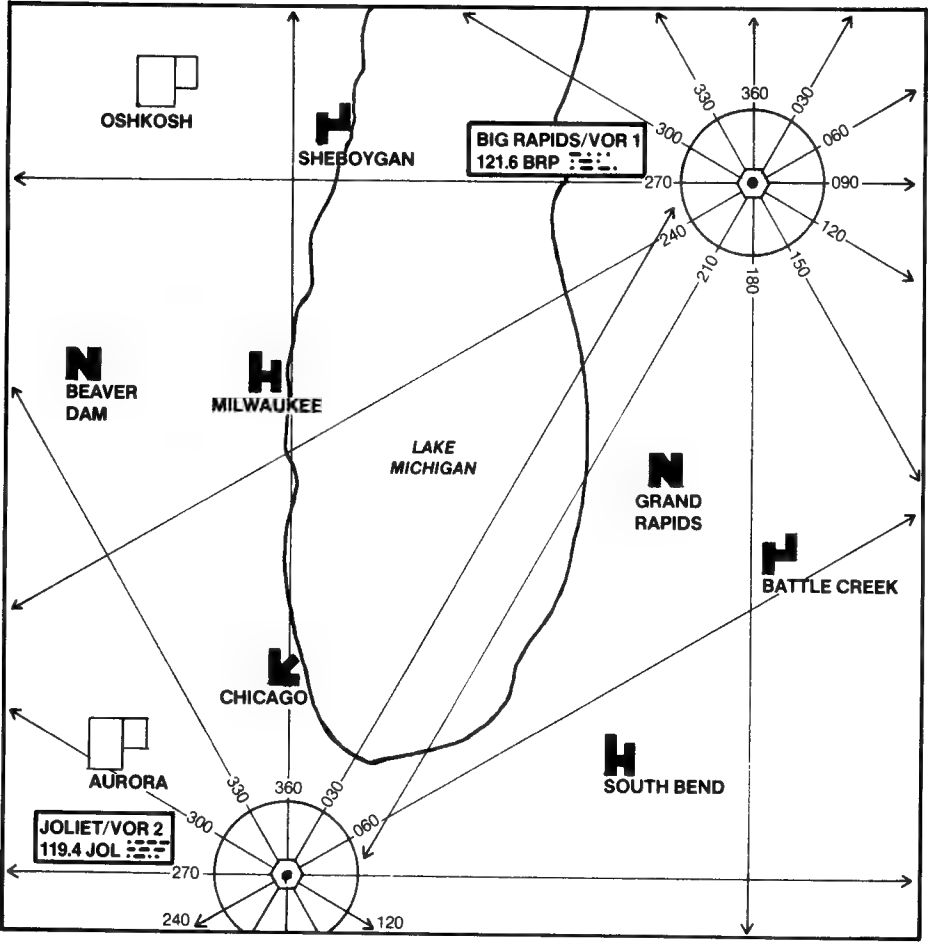 OSHKOSH
SHEBOYGAN
BIG RAPIDS/VOR 1
121.6 BRP
360
030
060
090
120
150
180
210
240
270
300
330
BEAVER
DAM
MILWAUKEE
LAKE
MICHIGAN
GRAND
RAPIDS
BATTLE CREEK
CHICAGO
AURORA
SOUTH BEND
JOLIET/VOR 2
119.4 JOL
360
030
060
120
240
270
300
330